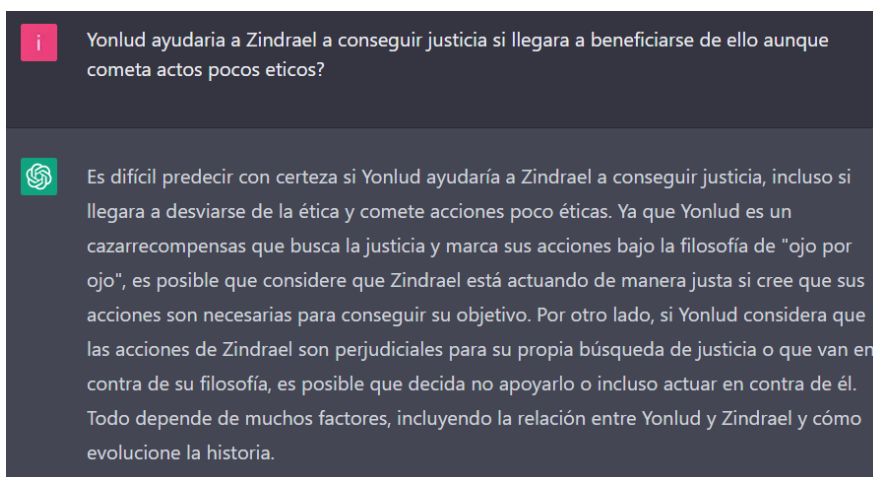 i
Yonlud ayudaria a Zindrael a conseguir justicia si llegara a beneficiarse de ello aunque
cometa actos pocos eticos?
Es difícil predecir con certeza si Yonlud ayudaría a Zindrael a conseguir justicia, incluso si
llegara a desviarse de la ética y comete acciones poco éticas. Ya que Yonlud es un
cazarrecompensas que busca la justicia y marca sus acciones bajo la filosofía de "ojo por
ojo", es posible que considere que Zindrael está actuando de manera justa si cree que sus
acciones son necesarias para conseguir su objetivo. Por otro lado, si Yonlud considera que
las acciones de Zindrael son perjudiciales para su propia búsqueda de justicia o que van en
contra de su filosofía, es posible que decida no apoyarlo o incluso actuar en contra de él.
Todo depende de muchos factores, incluyendo la relación entre Yonlud y Zindrael y cómo
evolucione la historia.